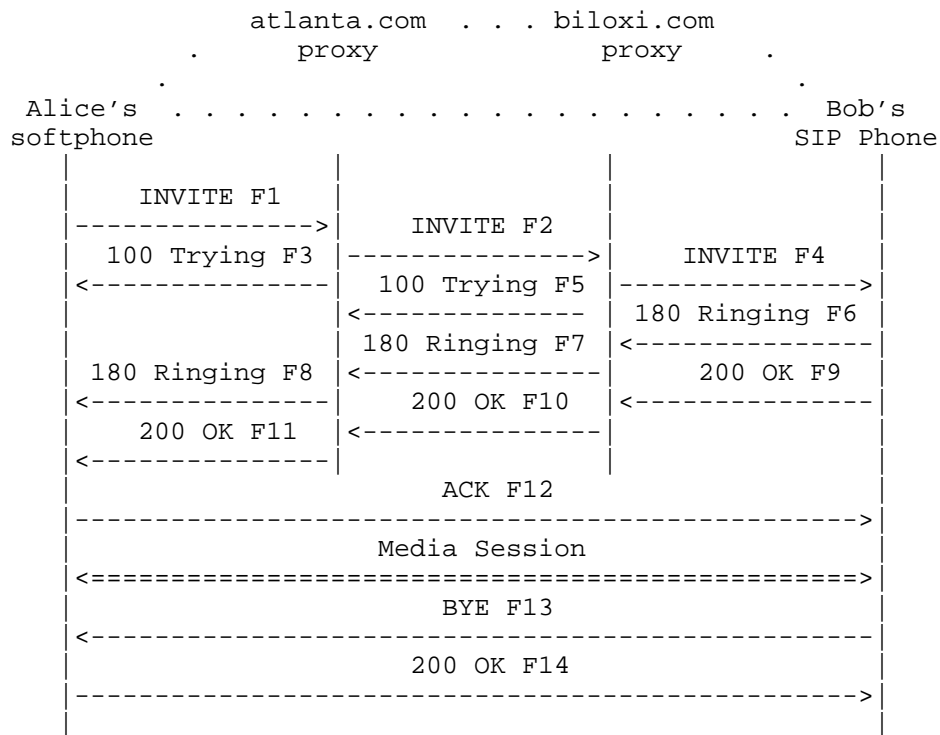 atlanta.com . . . biloxi.com
. proxy proxy .
. .
Alice's . . . . . . . . . . . . . . . . . . . . Bob's
softphone SIP Phone
| | | |
| INVITE F1 | | |
|--------------->| INVITE F2 | |
| 100 Trying F3 |--------------->| INVITE F4 |
|<---------------| 100 Trying F5 |--------------->|
| |<-------------- | 180 Ringing F6 |
| | 180 Ringing F7 |<---------------|
| 180 Ringing F8 |<---------------| 200 OK F9 |
|<---------------| 200 OK F10 |<---------------|
| 200 OK F11 |<---------------| |
|<---------------| | |
| ACK F12 |
|------------------------------------------------->|
| Media Session |
|<================================================>|
| BYE F13 |
|<-------------------------------------------------|
| 200 OK F14 |
|------------------------------------------------->|
| |